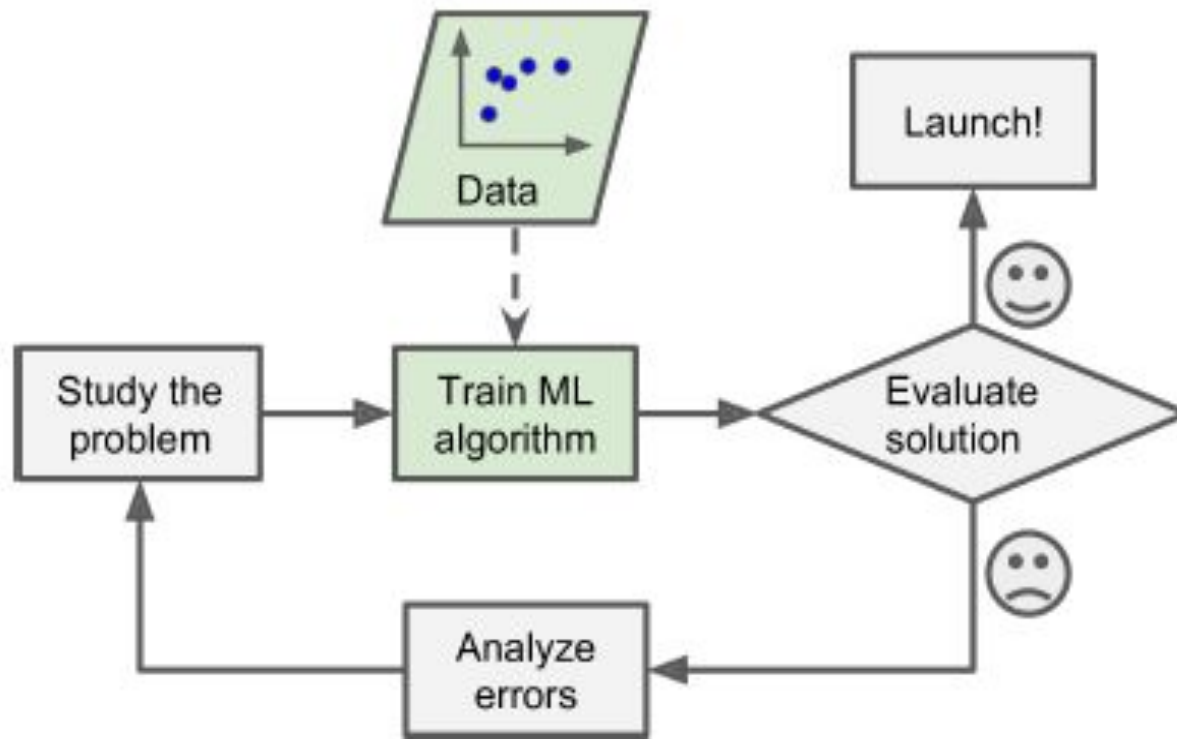 Data
Launch!
Study the
problem
Train ML
algorithm
Evaluate
solution
Analyze
errors